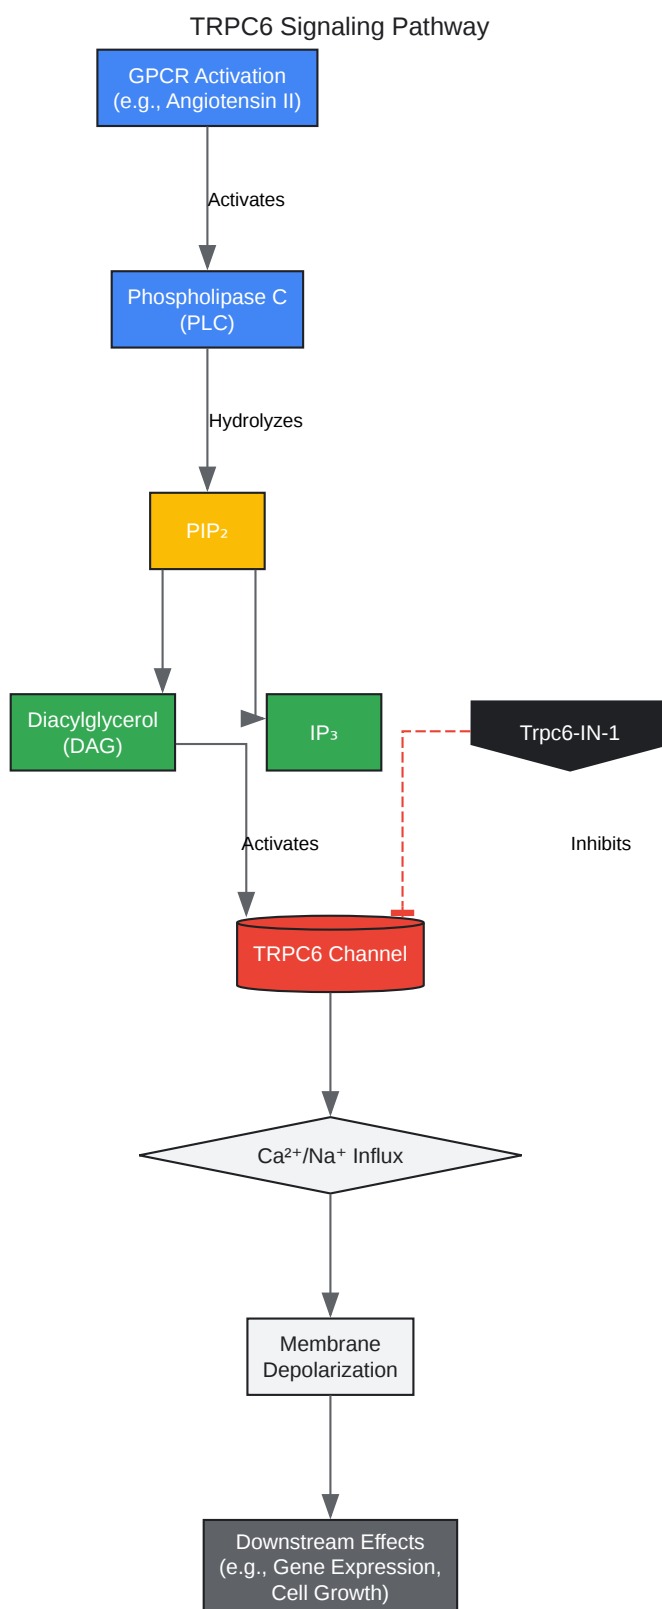 TRPC6 Signaling Pathway
GPCR Activation
(e.g., Angiotensin II)
Activates
Phospholipase C
(PLC)
Hydrolyzes
PIP₂
Diacylglycerol
(DAG)
IP₃
Trpc6-IN-1
Activates
Inhibits
TRPC6 Channel
Ca²⁺/Na⁺ Influx
Membrane
Depolarization
Downstream Effects
(e.g., Gene Expression,
Cell Growth)